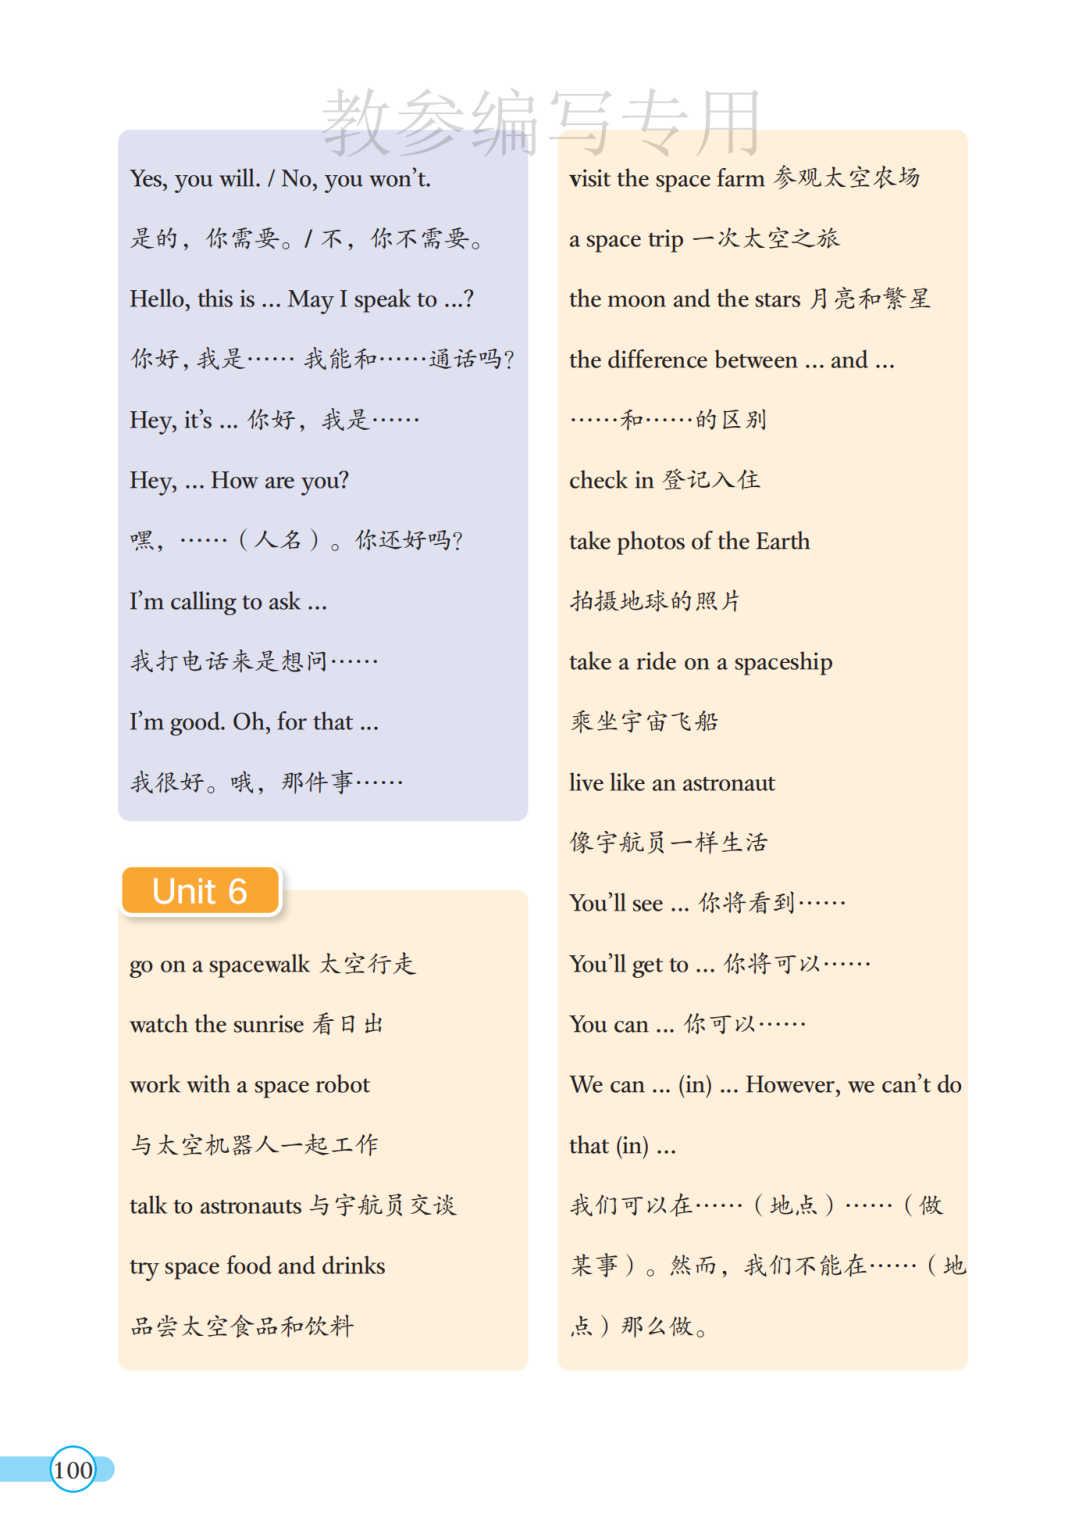 教参编写专用
Yes, you will. / No, you won’t.
是的，你需要。/ 不，你不需要。
Hello, this is ... May I speak to ...?
你好, 我是…… 我能和……通话吗?
Hey, it’s ... 你好，我是……
Hey, ... How are you?
嘿，……（人名）。你还好吗?
I’m calling to ask ...
我打电话来是想问……
I’m good. Oh, for that ...
我很好。哦，那件事……
Unit 6
go on a spacewalk 太空行走
watch the sunrise 看日出
work with a space robot
与太空机器人一起工作
talk to astronauts 与宇航员交谈
try space food and drinks
品尝太空食品和饮料
visit the space farm 参观太空农场
a space trip 一次太空之旅
the moon and the stars 月亮和繁星
the difference between ... and ...
……和……的区别
check in 登记入住
take photos of the Earth
拍摄地球的照片
take a ride on a spaceship
乘坐宇宙飞船
live like an astronaut
像宇航员一样生活
You’ll see ... 你将看到……
You’ll get to ... 你将可以……
You can ... 你可以……
We can ... (in) ... However, we can’t do
that (in) ...
我们可以在……（地点）……（做
某事）。然而，我们不能在……（地
点）那么做。
100